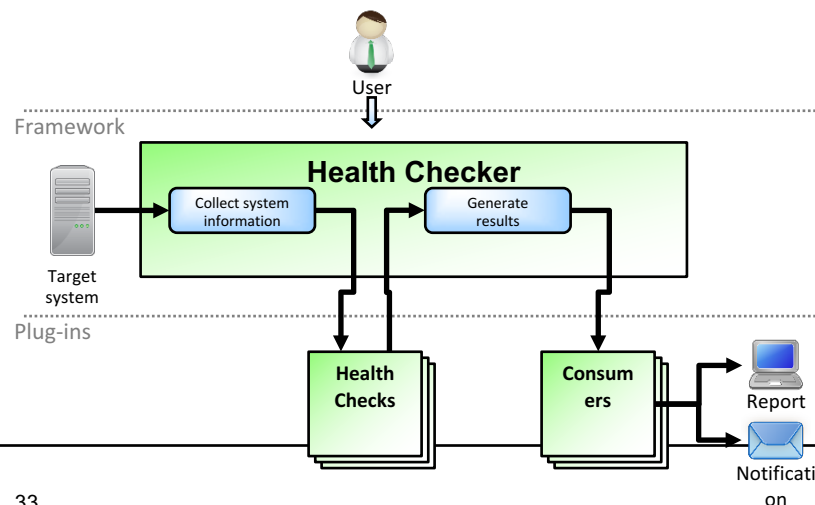 User
Framework
Health Checker
Collect system
information
Generate
results
Target
system
Plug-ins
Health
Checks
Consum
ers
Report
Notificati
on
33